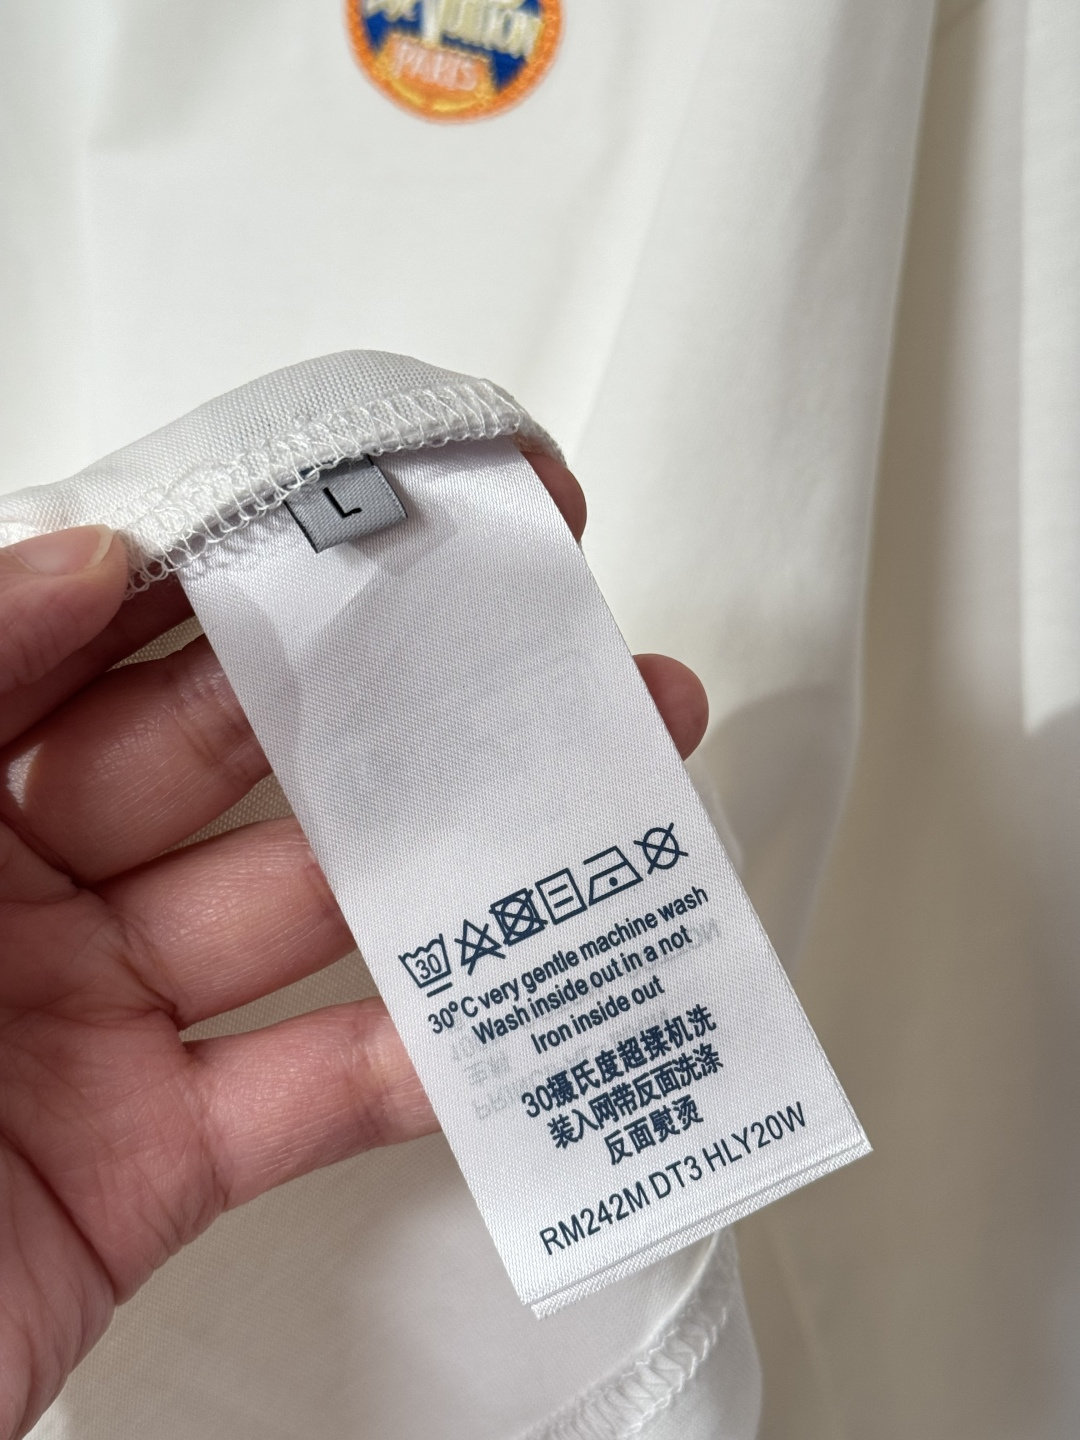 VUITTON
PARIS
L
30
30°C very gentle machine wash
Wash inside out in a not
Iron inside out
30摄氏度超揉机洗
装入网带反面洗涤
反面熨烫
RM242M DT3 HLY20W